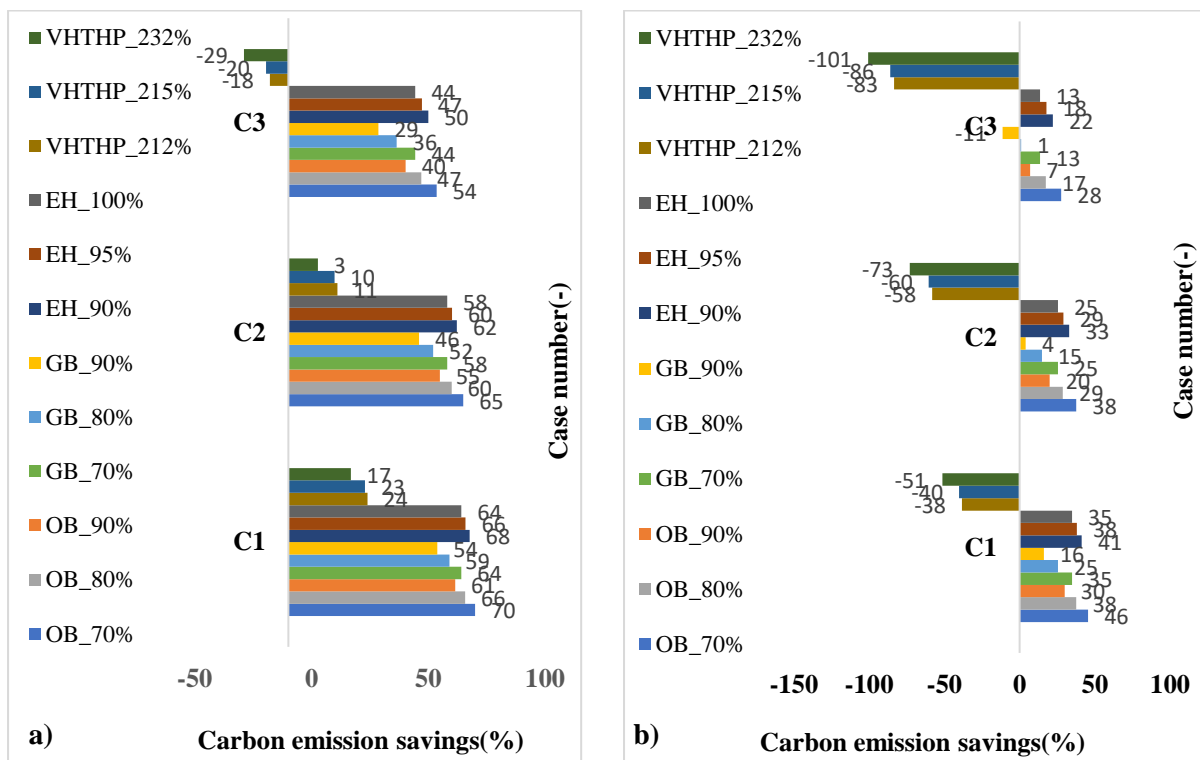 VHTHP_232%
VHTHP_215%
VHTHP_212%
EH_100%
EH_95%
EH_90%
GB_90%
GB_80%
GB_70%
OB_90%
OB_80%
OB_70%
-29
-20
-18
C3
44
47
50
29
36
44
40
47
54
3
10
11
C2
58
60
62
46
52
58
55
60
65
17
23
24
C1
64
66
68
54
59
64
61
66
70
Case number(-)
-50 0 50 100
a) Carbon emission savings(%)
VHTHP_232%
VHTHP_215%
VHTHP_212%
EH_100%
EH_95%
EH_90%
GB_90%
GB_80%
GB_70%
OB_90%
OB_80%
OB_70%
-101
-86
-83
C3
13
18
22
-11
1
13
7
17
28
-73
-60
-58
C2
25
29
33
4
15
25
20
29
38
-51
-40
-38
C1
35
38
41
16
25
35
30
38
46
Case number(-)
-150 -100 -50 0 50 100
b) Carbon emission savings(%)